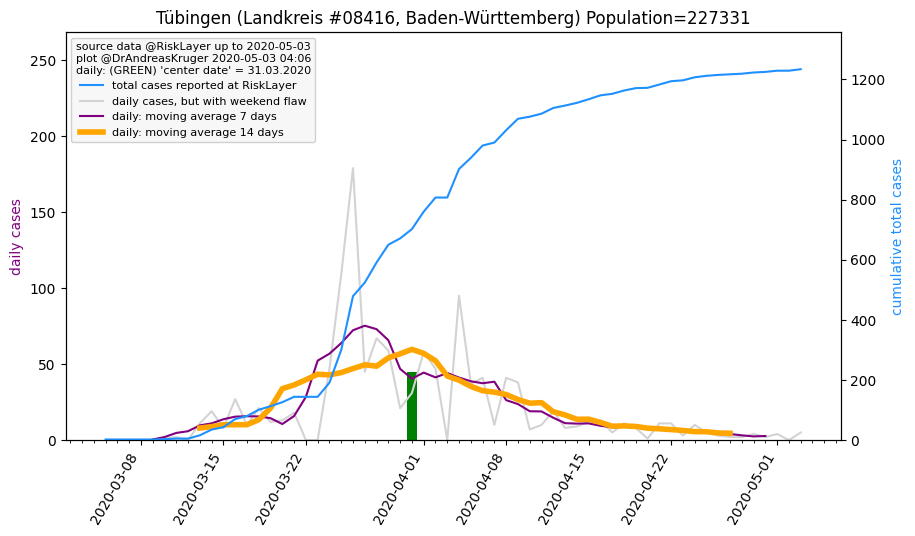 Tübingen (Landkreis #08416, Baden-Württemberg) Population=227331
source data @RiskLayer up to 2020-05-03
plot @DrAndreasKruger 2020-05-03 04:06
daily: (GREEN) 'center date' = 31.03.2020
total cases reported at RiskLayer
daily cases, but with weekend flaw
daily: moving average 7 days
daily: moving average 14 days
daily cases
250
200
150
100
50
0
1200
1000
800
600
400
200
0
cumulative total cases
2020-03-08
2020-03-15
2020-03-22
2020-04-01
2020-04-08
2020-04-15
2020-04-22
2020-05-01